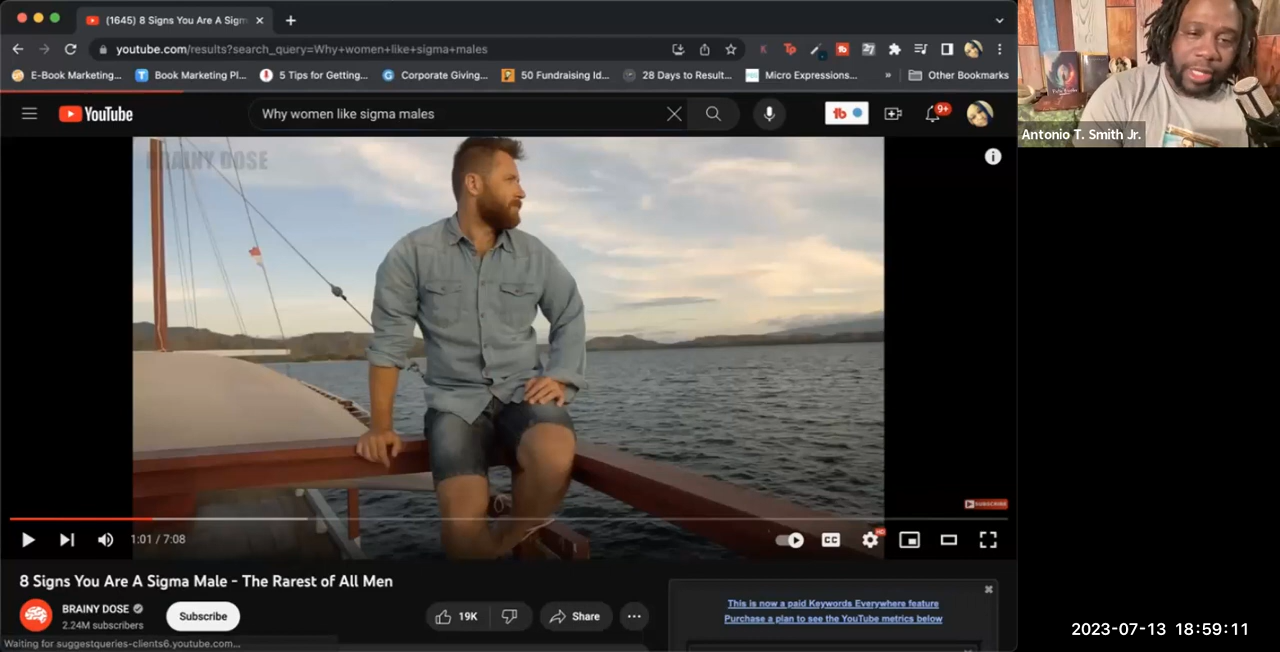 (1645) 8 Signs You Are A Sigm
youtube.com/results?search_query=Why+women+like+sigma+males
E-Book Marketing...
Book Marketing Pl...
5 Tips for Getting...
Corporate Giving...
50 Fundraising Id...
28 Days to Result...
Micro Expressions...
»
Other Bookmarks
YouTube
Why women like sigma males
9+
BRAINY DOSE
SUBSCRIBE
1:01 / 7:08
CC
HD
8 Signs You Are A Sigma Male - The Rarest of All Men
BRAINY DOSE
2.24M subscribers
Subscribe
19K
Share
This is now a paid Keywords Everywhere feature
Purchase a plan to see the YouTube metrics below
Waiting for suggestqueries-clients6.youtube.com...
Antonio T. Smith Jr.
2023-07-13 18:59:11